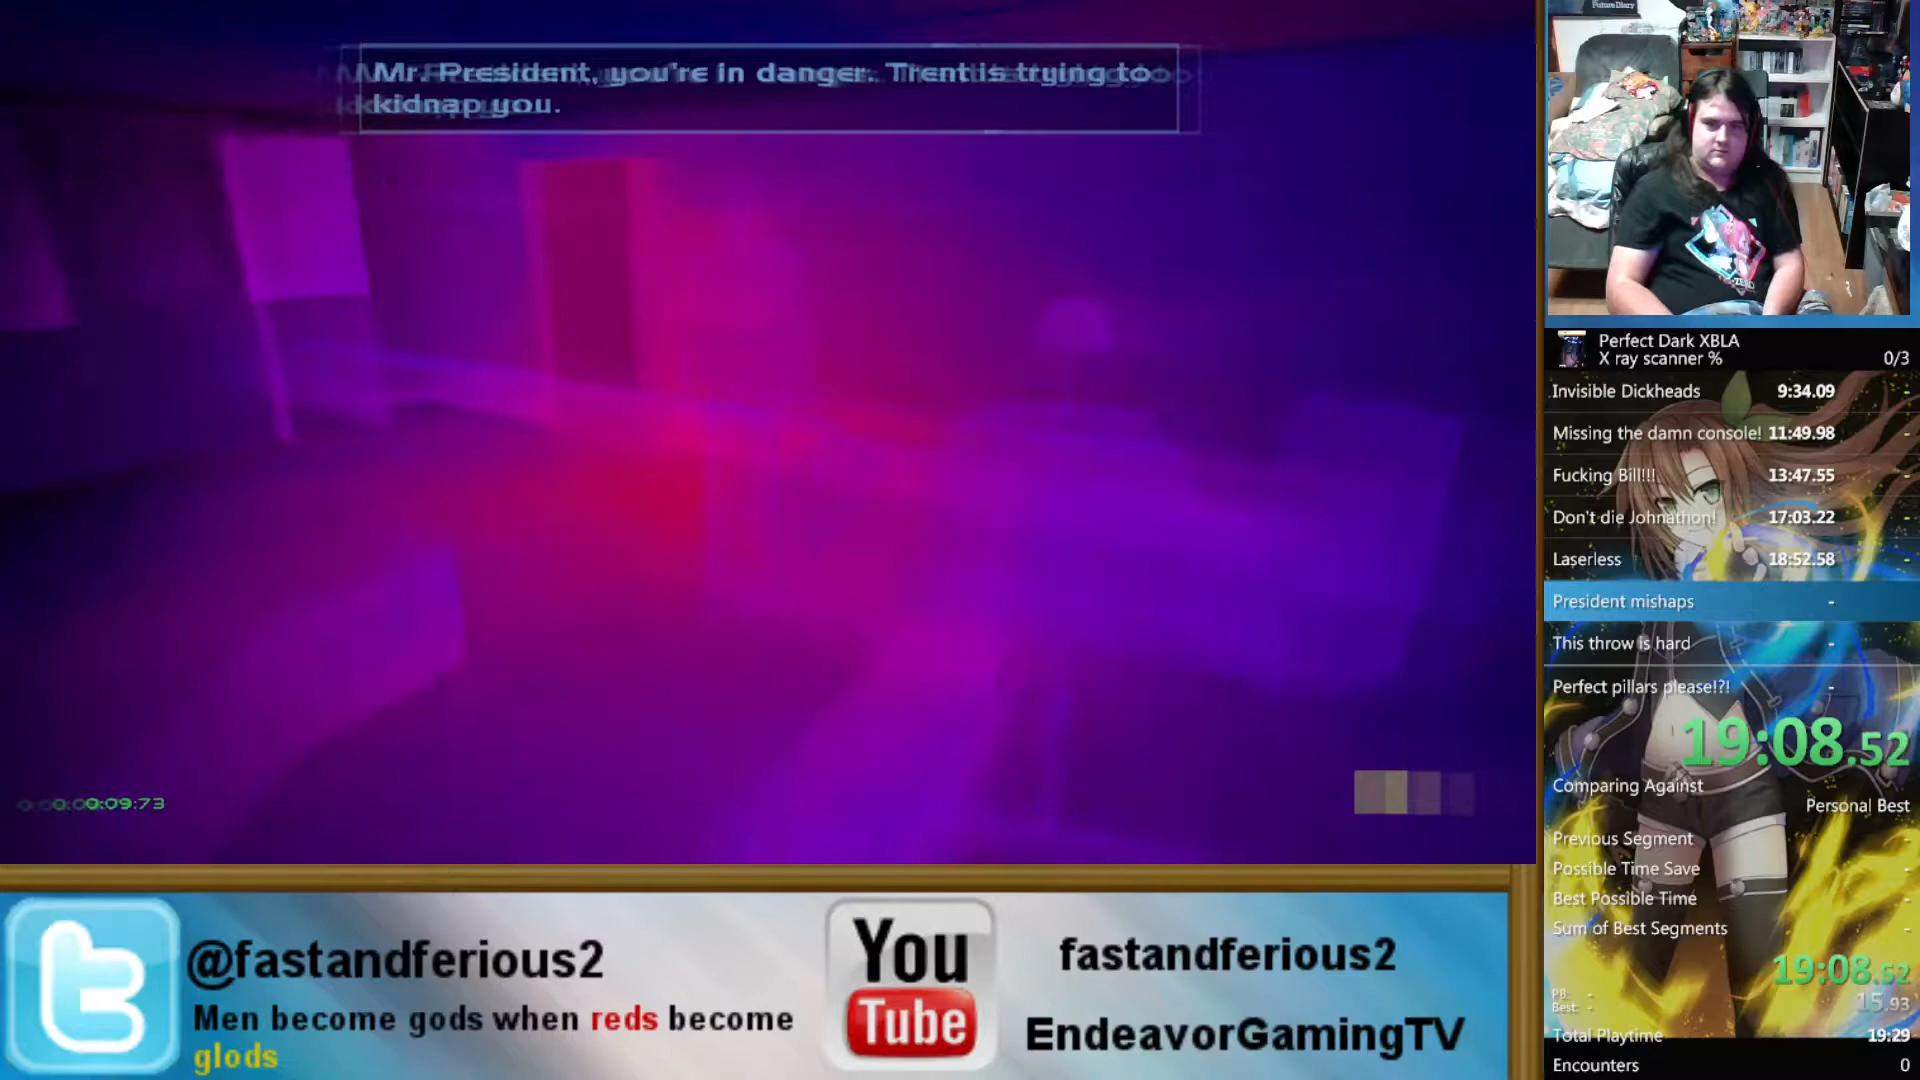 Mr. President, you're in danger. Trent is trying to
kidnap you.
0:09:73
Future Diary
Perfect Dark XBLA
X ray scanner %
0/3
Invisible Dickheads 9:34.09 -
Missing the damn console! 11:49.98 -
Fucking Bill!!! 13:47.55 -
Don't die Johnathon! 17:03.22 -
Laserless 18:52.58 -
President mishaps -
This throw is hard -
Perfect pillars please!?! -
19:08.52
Comparing Against
Personal Best
Previous Segment -
Possible Time Save -
Best Possible Time -
Sum of Best Segments -
19:08.52
PB: -
Best: -
15.93
Total Playtime 19:29
Encounters 0
@fastandferious2
Men become gods when reds become
glods
You
Tube
fastandferious2
EndeavorGamingTV